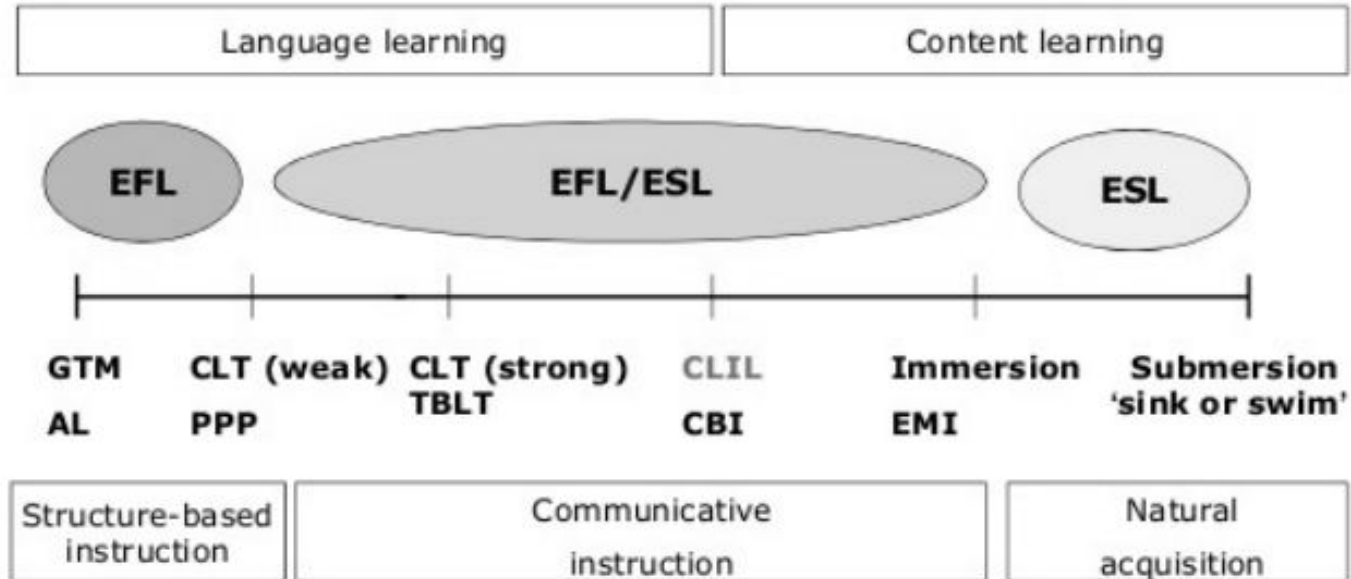 Language learning
Content learning
EFL
EFL/ESL
ESL
GTM
CLT (weak)
CLT (strong)
CLIL
Immersion
Submersion
TBLT
'sink or swim'
AL
PPP
CBI
EMI
Structure-based
instruction
Communicative
instruction
Natural
acquisition